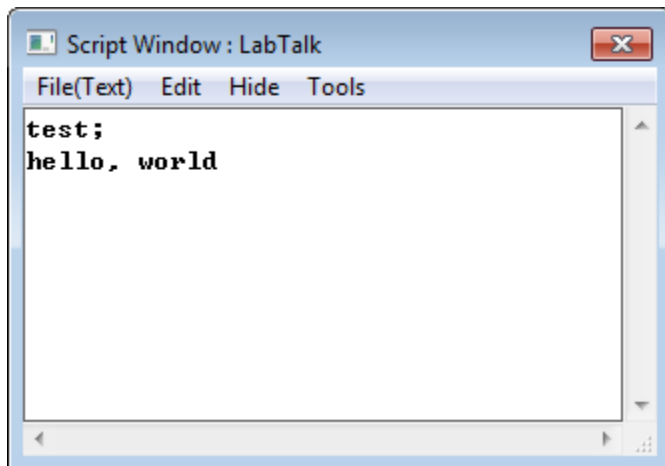 Script Window : LabTalk
File(Text) Edit Hide Tools
test;
hello, world